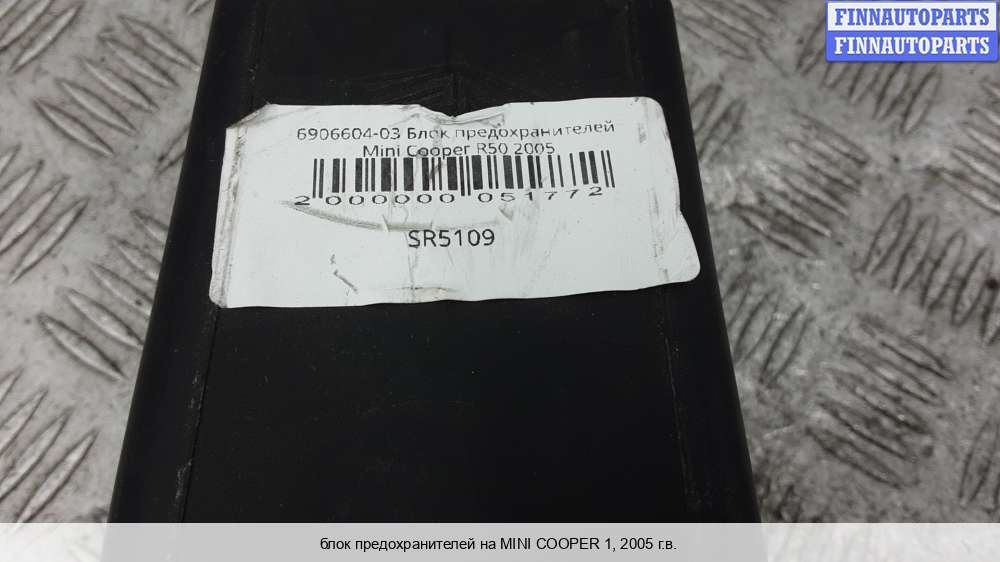 FINNAUTOPARTS
FINNAUTOPARTS
6906604-03 Блок предохранителей
Mini Cooper R50 2005
2 000000 051772
SR5109
блок предохранителей на MINI COOPER 1, 2005 г.в.